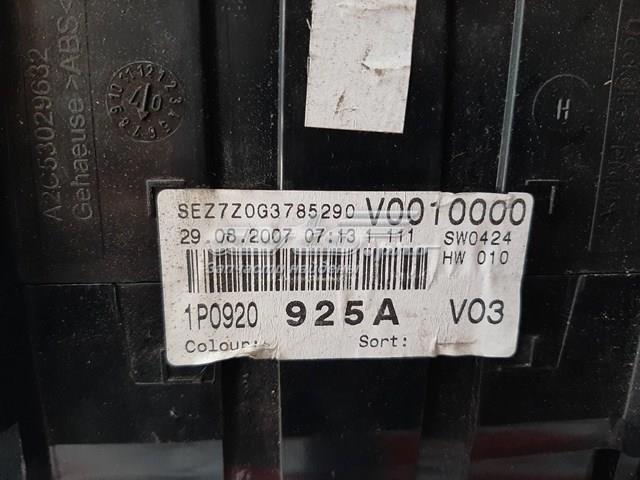 A2C53029632
Gehaeuse >ABS<
H
SEZ7Z0G3785290 V0010000
29.08.2007 07:13 1 111 SW0424
HW 010
1P0920 925A V03
Colour: Sort: